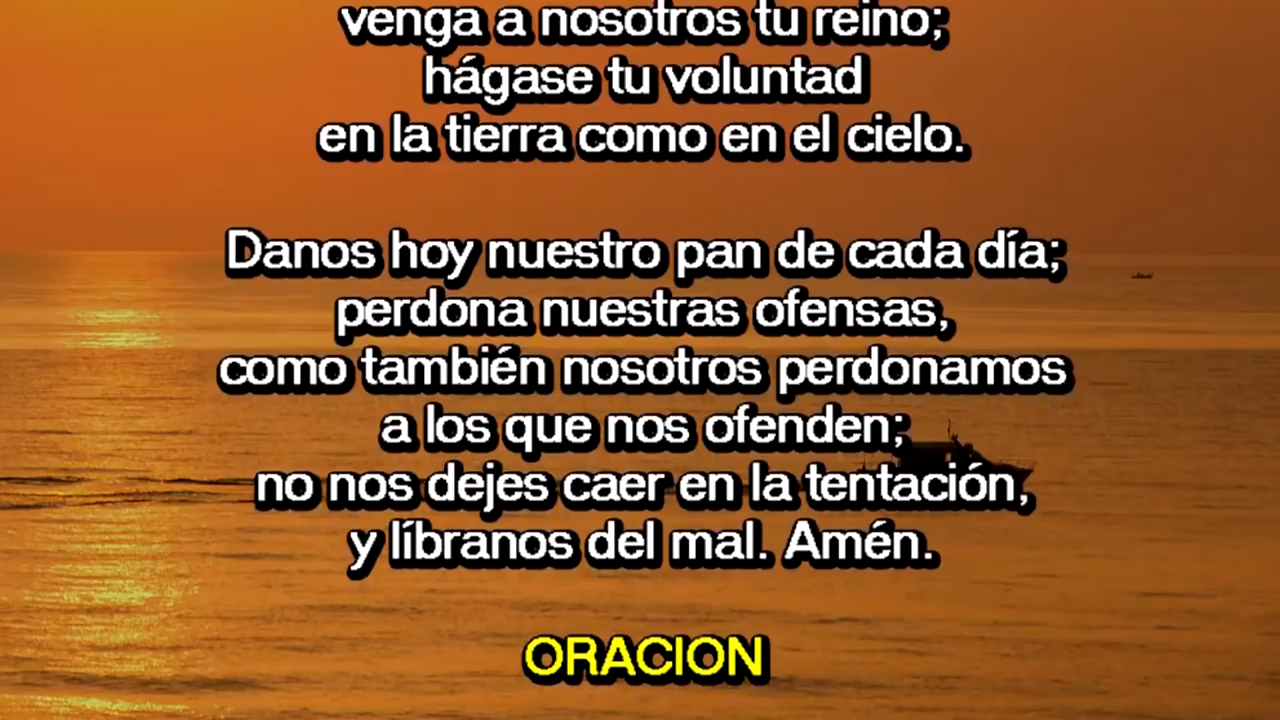 venga a nosotros tu reino;
hágase tu voluntad
en la tierra como en el cielo.
Danos hoy nuestro pan de cada día;
perdona nuestras ofensas,
como también nosotros perdonamos
a los que nos ofenden;
no nos dejes caer en la tentación,
y líbranos del mal. Amén.
ORACION